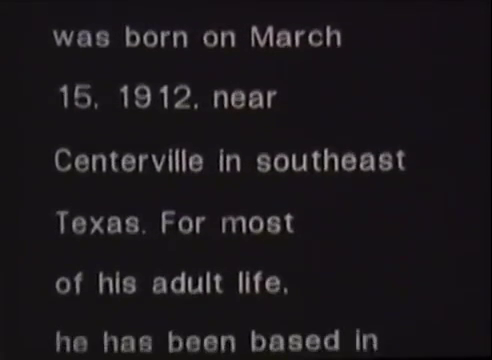 was born on March
15, 1912, near
Centerville in southeast
Texas. For most
of his adult life,
he has been based in